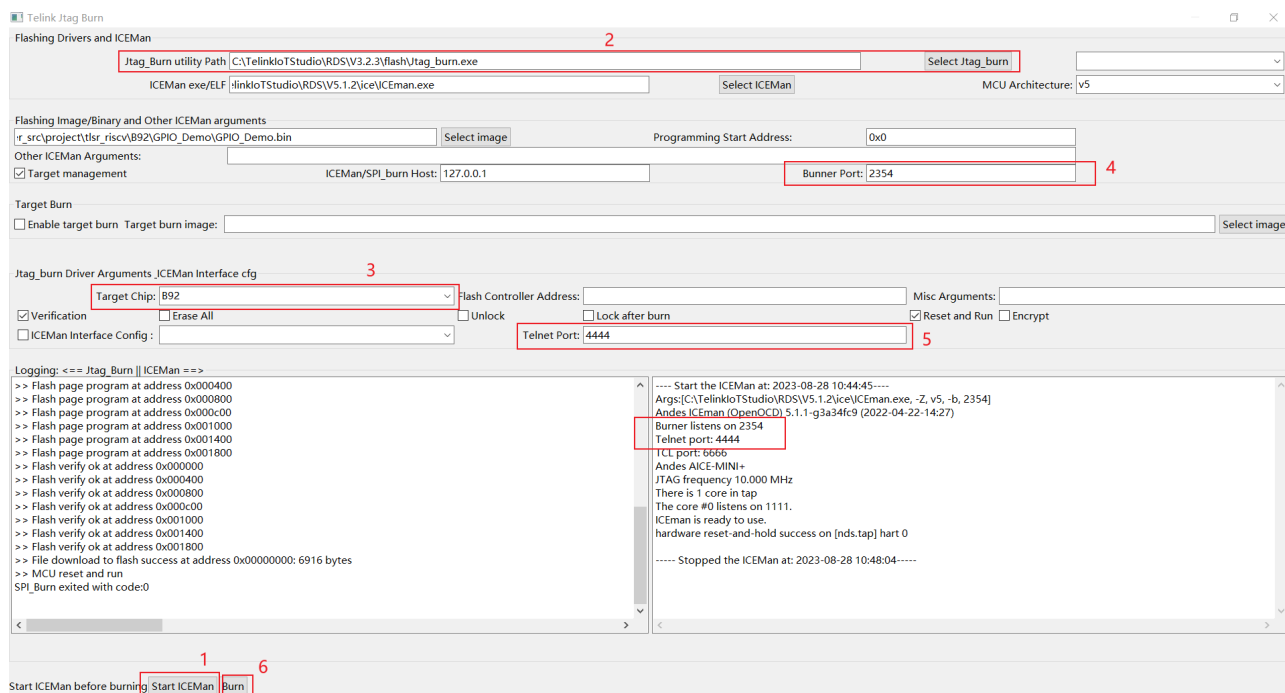 Telink Jtag Burn
Flashing Drivers and ICEMan
2
Jtag_Burn utility Path C:\TelinkIoTStudio\RDS\V3.2.3\flash\Jtag_burn.exe Select Jtag_burn
ICEMan exe/ELF :linkIoTStudio\RDS\V5.1.2\ice\ICEman.exe Select ICEMan MCU Architecture: v5
Flashing Image/Binary and Other ICEMan arguments
r_src\project\tlsr_riscv\B92\GPIO_Demo\GPIO_Demo.bin Select image Programming Start Address: 0x0
Other ICEMan Arguments:
Target management ICEMan/SPI_burn Host: 127.0.0.1 Bunner Port: 2354 4
Target Burn
Enable target burn Target burn image: Select image
Jtag_burn Driver Arguments _ICEMan Interface cfg
3
Target Chip: B92 Flash Controller Address: Misc Arguments:
Verification Erase All Unlock Lock after burn Reset and Run Encrypt
ICEMan Interface Config : Telnet Port: 4444 5
Logging: <== Jtag_Burn || ICEMan ==>
>> Flash page program at address 0x000400
>> Flash page program at address 0x000800
>> Flash page program at address 0x000c00
>> Flash page program at address 0x001000
>> Flash page program at address 0x001400
>> Flash page program at address 0x001800
>> Flash verify ok at address 0x000000
>> Flash verify ok at address 0x000400
>> Flash verify ok at address 0x000800
>> Flash verify ok at address 0x000c00
>> Flash verify ok at address 0x001000
>> Flash verify ok at address 0x001400
>> Flash verify ok at address 0x001800
>> File download to flash success at address 0x00000000: 6916 bytes
>> MCU reset and run
SPI_Burn exited with code:0
---- Start the ICEMan at: 2023-08-28 10:44:45----
Args:[C:\TelinkIoTStudio\RDS\V5.1.2\ice\ICEman.exe, -Z, v5, -b, 2354]
Andes ICEman (OpenOCD) 5.1.1-g3a34fc9 (2022-04-22-14:27)
Burner listens on 2354
Telnet port: 4444
TCL port: 6666
Andes AICE-MINI+
JTAG frequency 10.000 MHz
There is 1 core in tap
The core #0 listens on 1111.
ICEman is ready to use.
hardware reset-and-hold success on [nds.tap] hart 0
----- Stopped the ICEMan at: 2023-08-28 10:48:04-----
1 6
Start ICEMan before burning Start ICEMan Burn